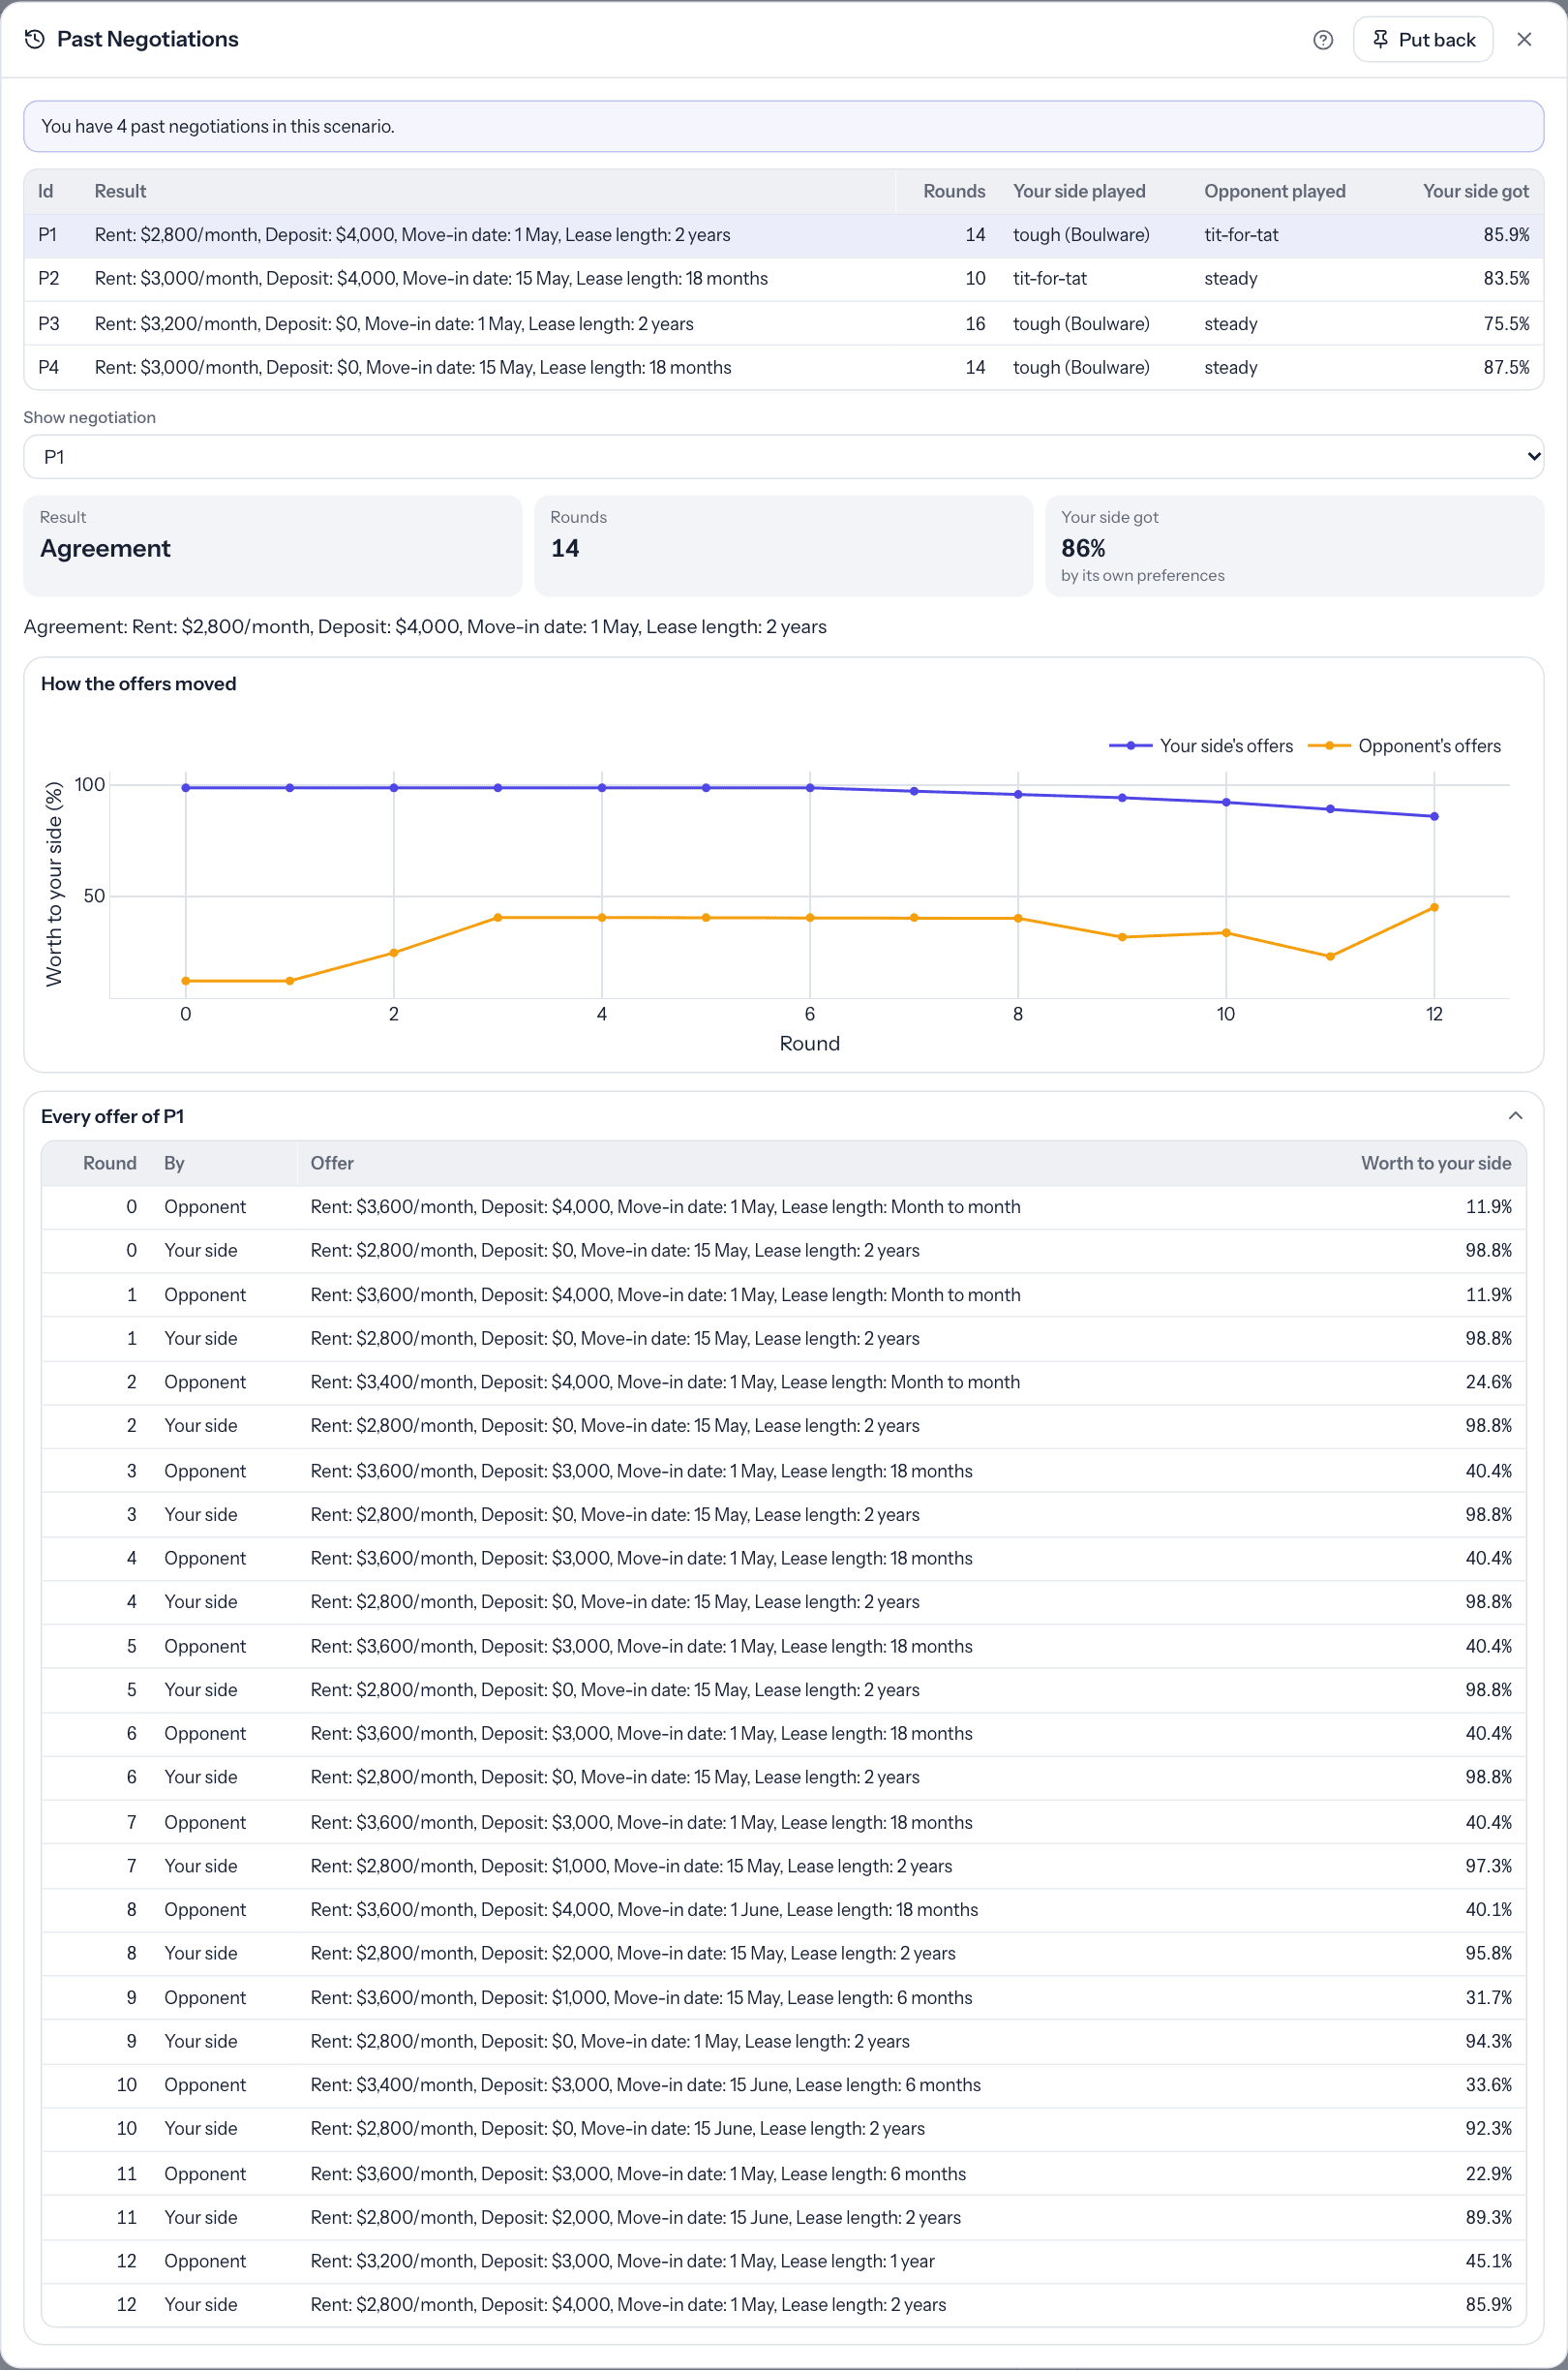 Past Negotiations
Put back
You have 4 past negotiations in this scenario.
Id Result Rounds Your side played Opponent played Your side got
P1 Rent: $2,800/month, Deposit: $4,000, Move-in date: 1 May, Lease length: 2 years 14 tough (Boulware) tit-for-tat 85.9%
P2 Rent: $3,000/month, Deposit: $4,000, Move-in date: 15 May, Lease length: 18 months 10 tit-for-tat steady 83.5%
P3 Rent: $3,200/month, Deposit: $0, Move-in date: 1 May, Lease length: 2 years 16 tough (Boulware) steady 75.5%
P4 Rent: $3,000/month, Deposit: $0, Move-in date: 15 May, Lease length: 18 months 14 tough (Boulware) steady 87.5%
Show negotiation
P1
Result Rounds Your side got
Agreement 14 86%
by its own preferences
Agreement: Rent: $2,800/month, Deposit: $4,000, Move-in date: 1 May, Lease length: 2 years
How the offers moved
Your side's offers Opponent's offers
Worth to your side (%)
100
50
0 2 4 6 8 10 12
Round
Every offer of P1
Round By Offer Worth to your side
0 Opponent Rent: $3,600/month, Deposit: $4,000, Move-in date: 1 May, Lease length: Month to month 11.9%
0 Your side Rent: $2,800/month, Deposit: $0, Move-in date: 15 May, Lease length: 2 years 98.8%
1 Opponent Rent: $3,600/month, Deposit: $4,000, Move-in date: 1 May, Lease length: Month to month 11.9%
1 Your side Rent: $2,800/month, Deposit: $0, Move-in date: 15 May, Lease length: 2 years 98.8%
2 Opponent Rent: $3,400/month, Deposit: $4,000, Move-in date: 1 May, Lease length: Month to month 24.6%
2 Your side Rent: $2,800/month, Deposit: $0, Move-in date: 15 May, Lease length: 2 years 98.8%
3 Opponent Rent: $3,600/month, Deposit: $3,000, Move-in date: 1 May, Lease length: 18 months 40.4%
3 Your side Rent: $2,800/month, Deposit: $0, Move-in date: 15 May, Lease length: 2 years 98.8%
4 Opponent Rent: $3,600/month, Deposit: $3,000, Move-in date: 1 May, Lease length: 18 months 40.4%
4 Your side Rent: $2,800/month, Deposit: $0, Move-in date: 15 May, Lease length: 2 years 98.8%
5 Opponent Rent: $3,600/month, Deposit: $3,000, Move-in date: 1 May, Lease length: 18 months 40.4%
5 Your side Rent: $2,800/month, Deposit: $0, Move-in date: 15 May, Lease length: 2 years 98.8%
6 Opponent Rent: $3,600/month, Deposit: $3,000, Move-in date: 1 May, Lease length: 18 months 40.4%
6 Your side Rent: $2,800/month, Deposit: $0, Move-in date: 15 May, Lease length: 2 years 98.8%
7 Opponent Rent: $3,600/month, Deposit: $3,000, Move-in date: 1 May, Lease length: 18 months 40.4%
7 Your side Rent: $2,800/month, Deposit: $1,000, Move-in date: 15 May, Lease length: 2 years 97.3%
8 Opponent Rent: $3,600/month, Deposit: $4,000, Move-in date: 1 June, Lease length: 18 months 40.1%
8 Your side Rent: $2,800/month, Deposit: $2,000, Move-in date: 15 May, Lease length: 2 years 95.8%
9 Opponent Rent: $3,600/month, Deposit: $1,000, Move-in date: 15 May, Lease length: 6 months 31.7%
9 Your side Rent: $2,800/month, Deposit: $0, Move-in date: 1 May, Lease length: 2 years 94.3%
10 Opponent Rent: $3,400/month, Deposit: $3,000, Move-in date: 15 June, Lease length: 6 months 33.6%
10 Your side Rent: $2,800/month, Deposit: $0, Move-in date: 15 June, Lease length: 2 years 92.3%
11 Opponent Rent: $3,600/month, Deposit: $3,000, Move-in date: 1 May, Lease length: 6 months 22.9%
11 Your side Rent: $2,800/month, Deposit: $2,000, Move-in date: 15 June, Lease length: 2 years 89.3%
12 Opponent Rent: $3,200/month, Deposit: $3,000, Move-in date: 1 May, Lease length: 1 year 45.1%
12 Your side Rent: $2,800/month, Deposit: $4,000, Move-in date: 1 May, Lease length: 2 years 85.9%